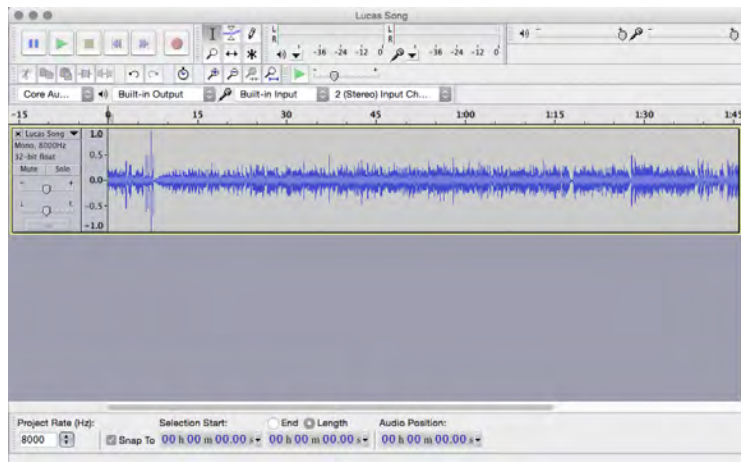 Lucas Song
L
R
-36 -24 -12 0
L
R
-36 -24 -12 0
Core Au... Built-in Output Built-in Input 2 (Stereo) Input Ch...
-15 0 15 30 45 1:00 1:15 1:30 1:45
Lucas Song
Mono, 8000Hz
32-bit float
Mute Solo
- +
L R
1.0
0.5
0.0
-0.5
-1.0
Project Rate (Hz): Selection Start: End Length Audio Position:
8000 Snap To 00 h 00 m 00.00 s 00 h 00 m 00.00 s 00 h 00 m 00.00 s